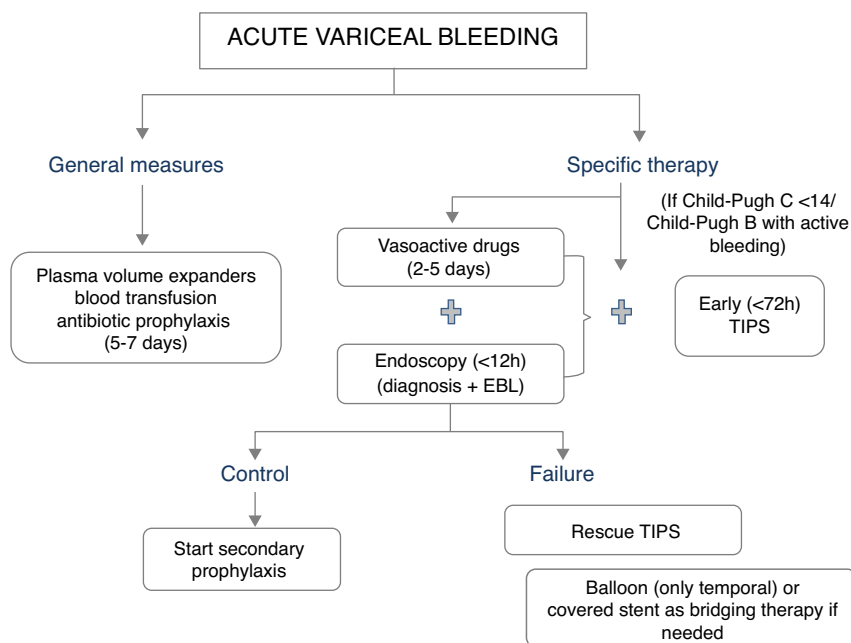 ACUTE VARICEAL BLEEDING
General measures
Specific therapy
(If Child-Pugh C <14/
Child-Pugh B with active
bleeding)
Vasoactive drugs
(2-5 days)
Plasma volume expanders
blood transfusion
antibiotic prophylaxis
(5-7 days)
Early (<72h)
TIPS
Endoscopy (<12h)
(diagnosis + EBL)
Control
Failure
Start secondary
prophylaxis
Rescue TIPS
Balloon (only temporal) or
covered stent as bridging therapy if
needed